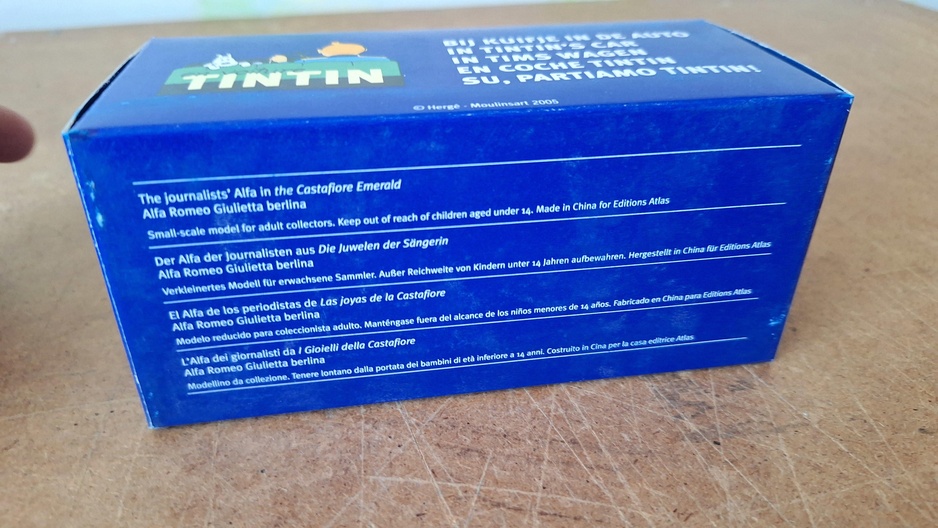 TINTIN
BIJ KUIFJE IN DE AUTO
IN TINTIN'S CAR
IN TIMS WAGEN
EN COCHE TINTIN
SU, PARTIAMO TINTIN!
© Hergé - Moulinsart 2005
The journalists' Alfa in the Castafiore Emerald
Alfa Romeo Giulietta berlina
Small-scale model for adult collectors. Keep out of reach of children aged under 14. Made in China for Editions Atlas
Der Alfa der Journalisten aus Die Juwelen der Sängerin
Alfa Romeo Giulietta berlina
Verkleinertes Modell für erwachsene Sammler. Außer Reichweite von Kindern unter 14 Jahren aufbewahren. Hergestellt in China für Editions Atlas
El Alfa de los periodistas de Las joyas de la Castafiore
Alfa Romeo Giulietta berlina
Modelo reducido para coleccionista adulto. Manténgase fuera del alcance de los niños menores de 14 años. Fabricado en China para Editions Atlas
L'Alfa dei giornalisti da I Gioielli della Castafiore
Alfa Romeo Giulietta berlina
Modellino da collezione. Tenere lontano dalla portata dei bambini di età inferiore a 14 anni. Costruito in Cina per la casa editrice Atlas